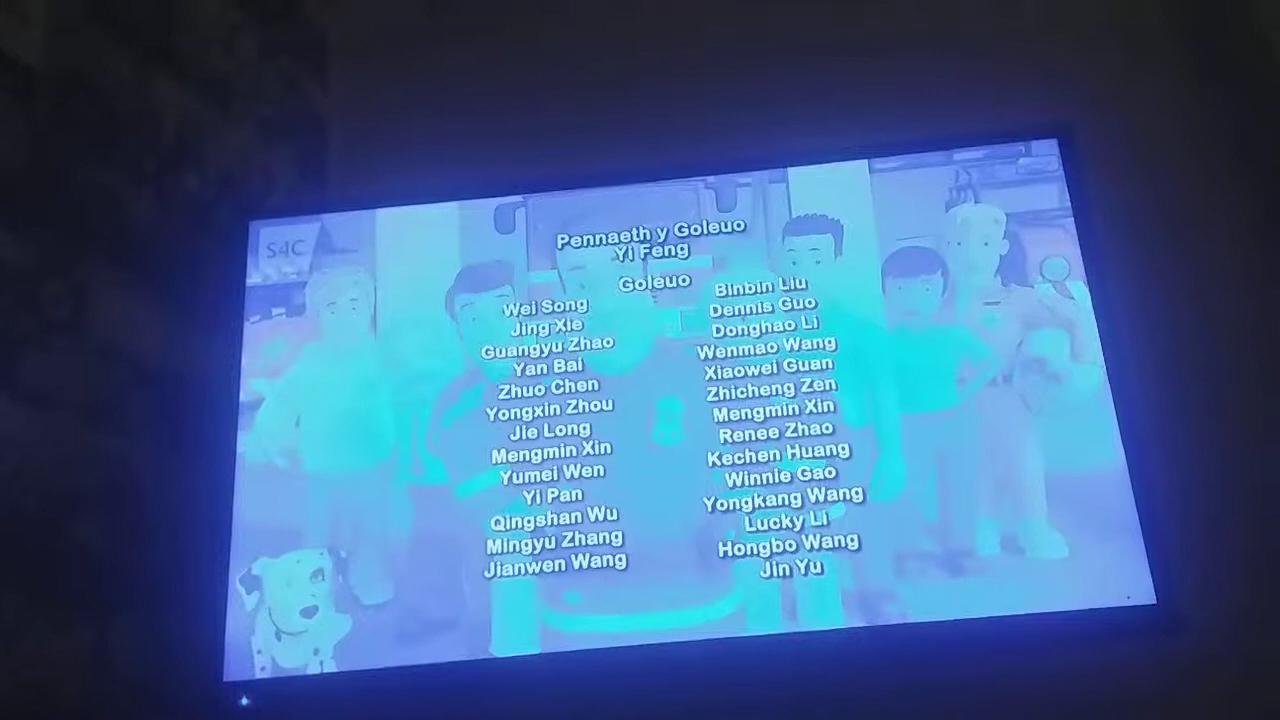 S4C
Pennaeth y Goleuo
Yi Feng
Goleuo
Wei Song
Jing Xie
Guangyu Zhao
Yan Bai
Zhuo Chen
Yongxin Zhou
Jie Long
Mengmin Xin
Yumei Wen
Yi Pan
Qingshan Wu
Mingyu Zhang
Jianwen Wang
Binbin Liu
Dennis Guo
Donghao Li
Wenmao Wang
Xiaowei Guan
Zhicheng Zen
Mengmin Xin
Renee Zhao
Kechen Huang
Winnie Gao
Yongkang Wang
Lucky Li
Hongbo Wang
Jin Yu